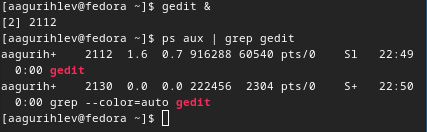 [aagurihlev@fedora ~]$ gedit &
[2] 2112
[aagurihlev@fedora ~]$ ps aux | grep gedit
aagurih+    2112  1.6  0.7 916288 60540 pts/0    Sl   22:49
  0:00 gedit
aagurih+    2130  0.0  0.0 222456  2304 pts/0    S+   22:50
  0:00 grep --color=auto gedit
[aagurihlev@fedora ~]$